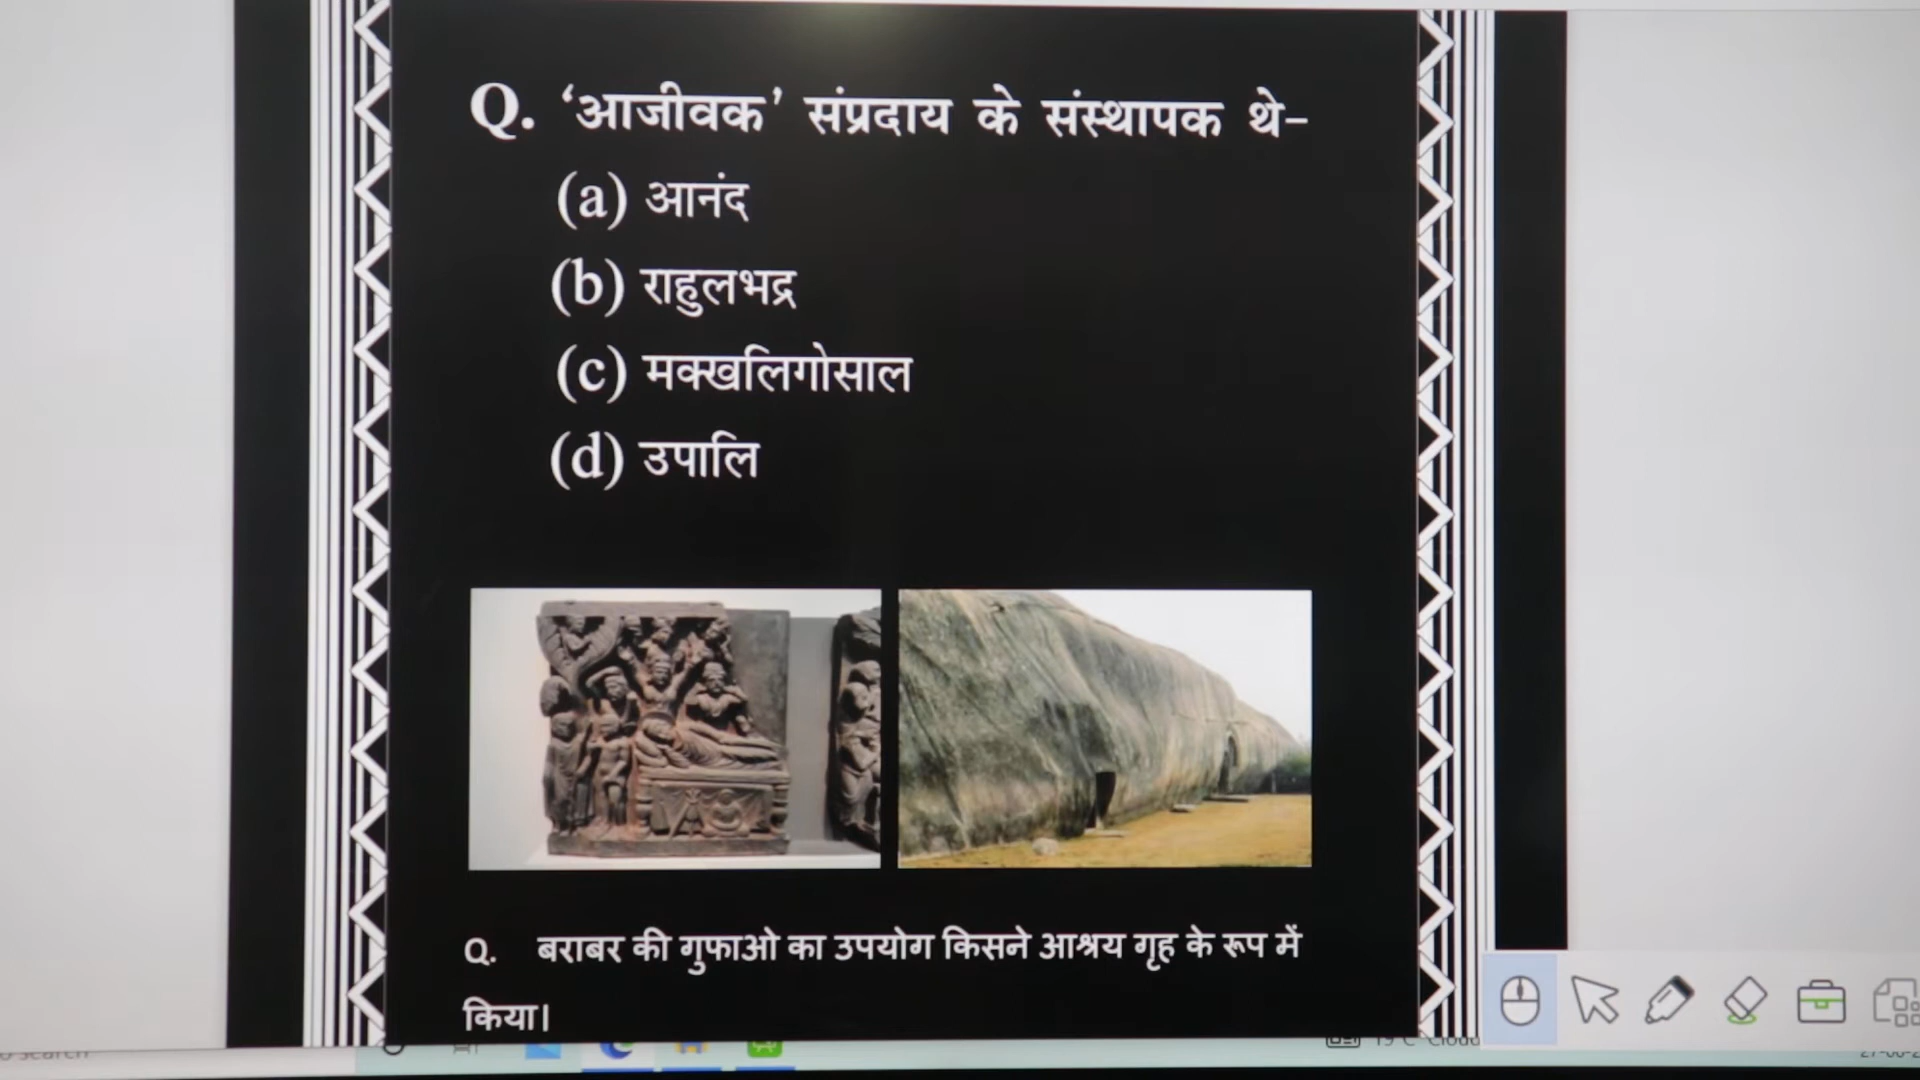 Q. ‘आजीवक’ संप्रदाय के संस्थापक थे-
(a) आनंद
(b) राहुलभद्र
(c) मक्खलिगोसाल
(d) उपालि
Q. बराबर की गुफाओ का उपयोग किसने आश्रय गृह के रूप में
किया।